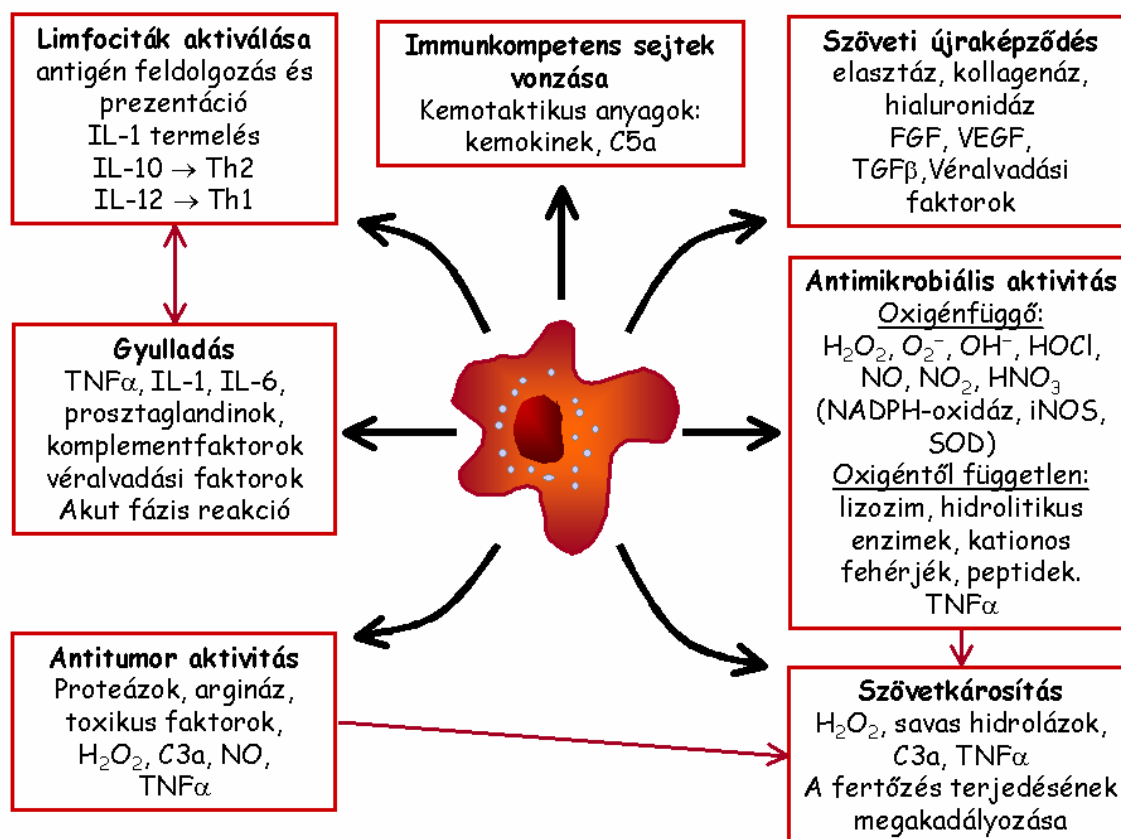 Limfociták aktiválása
antigén feldolgozás és
prezentáció
IL-1 termelés
IL-10 → Th2
IL-12 → Th1
Immunkompetens sejtek
vonzása
Kemotaktikus anyagok:
kemokinek, C5a
Szöveti újraképződés
elasztáz, kollagenáz,
hialuronidáz
FGF, VEGF,
TGFβ,Véralvadási
faktorok
Gyulladás
TNFα, IL-1, IL-6,
prosztaglandinok,
komplementfaktorok
véralvadási faktorok
Akut fázis reakció
Antimikrobiális aktivitás
Oxigénfüggő:
H₂O₂, O₂⁻, OH⁻, HOCl,
NO, NO₂, HNO₃
(NADPH-oxidáz, iNOS,
SOD)
Oxigéntől független:
lizozim, hidrolitikus
enzimek, kationos
fehérjék, peptidek.
TNFα
Antitumor aktivitás
Proteázok, argináz,
toxikus faktorok,
H₂O₂, C3a, NO,
TNFα
Szövetkárosítás
H₂O₂, savas hidrolázok,
C3a, TNFα
A fertőzés terjedésének
megakadályozása